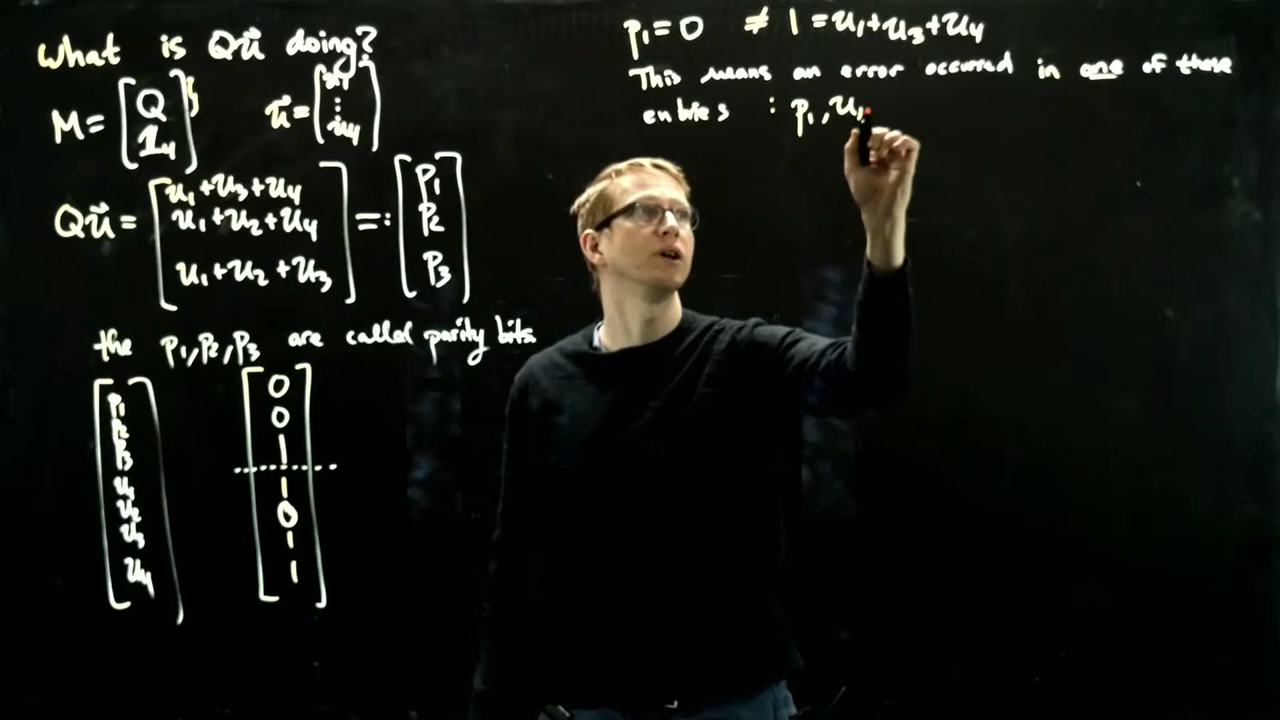 What is Qu⃗ doing?
M = [Q 1₄] u⃗ = [u₁ ⋮ u₄]
Qu⃗ = [u₁+u₃+u₄ u₁+u₂+u₄ u₁+u₂+u₃] =: [p₁ p₂ p₃]
the p₁,p₂,p₃ are called parity bits
[p₁ p₂ p₃ u₁ u₂ u₃ u₄] [0 0 1 1 0 1 1]
p₁=0 ≠ 1 = u₁+u₃+u₄
This means an error occurred in one of these
entries : p₁, u₁,